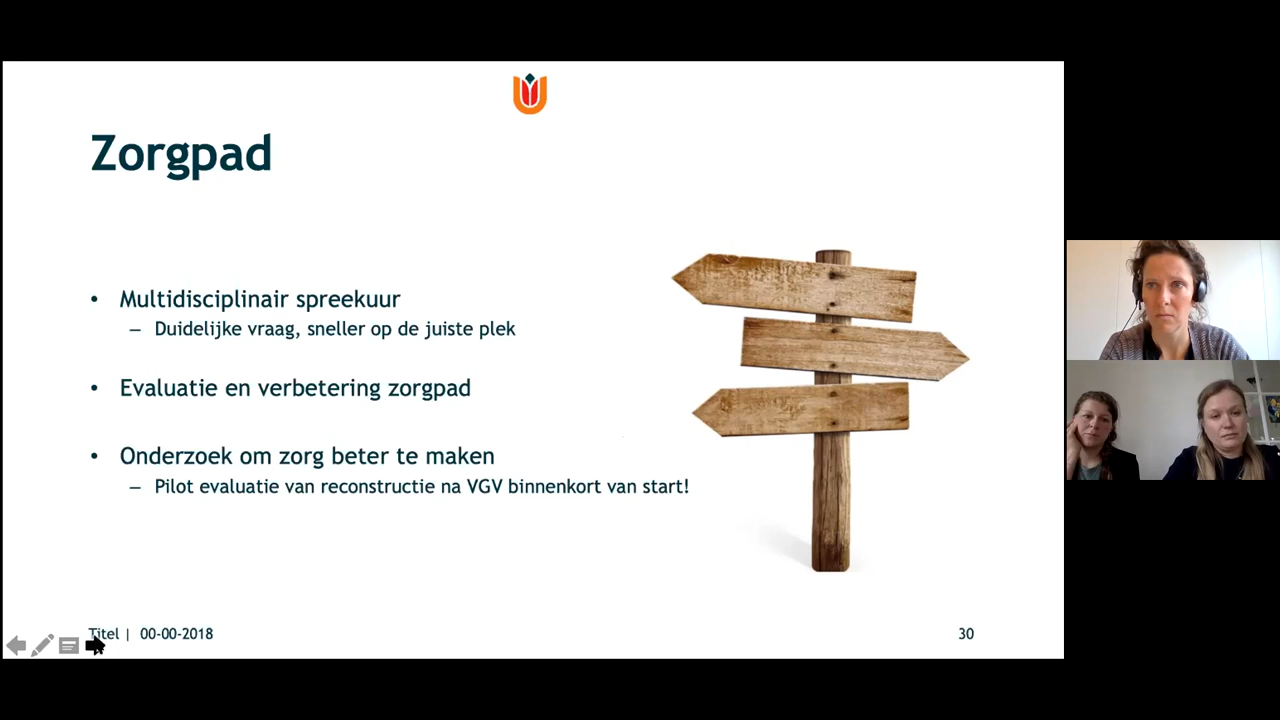 Zorgpad
• Multidisciplinair spreekuur
– Duidelijke vraag, sneller op de juiste plek
• Evaluatie en verbetering zorgpad
• Onderzoek om zorg beter te maken
– Pilot evaluatie van reconstructie na VGV binnenkort van start!
Titel | 00-00-2018
30